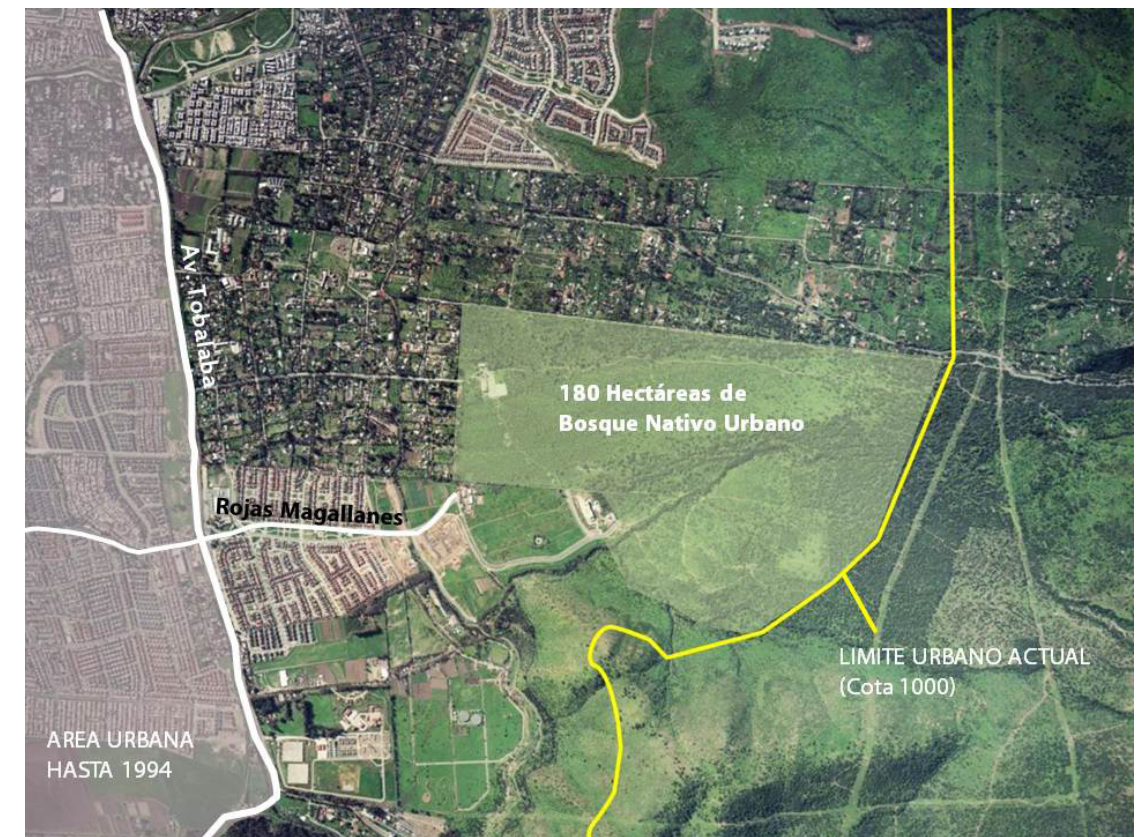 Av. Tobalaba
180 Hectáreas de
Bosque Nativo Urbano
Rojas Magallanes
LIMITE URBANO ACTUAL
(Cota 1000)
AREA URBANA
HASTA 1994